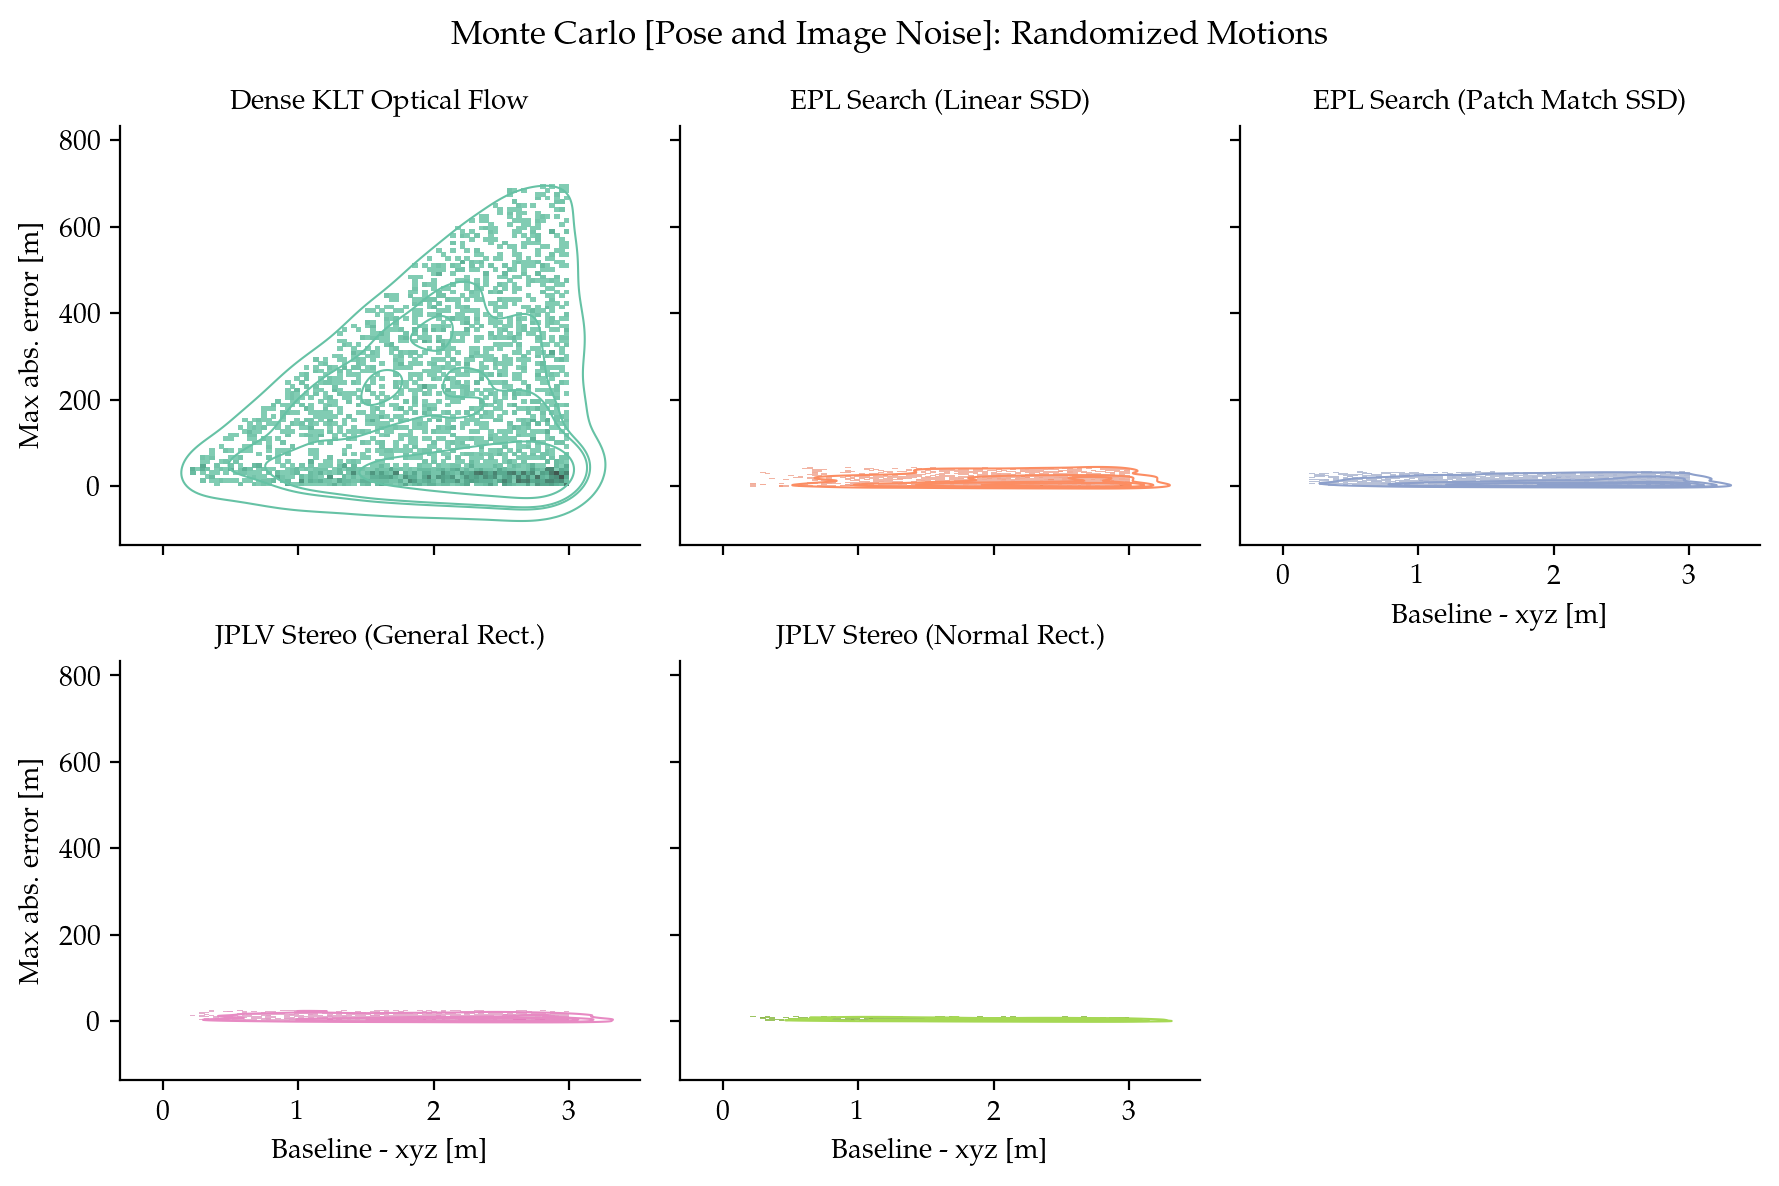 Monte Carlo [Pose and Image Noise]: Randomized Motions
Dense KLT Optical Flow
EPL Search (Linear SSD)
EPL Search (Patch Match SSD)
Max abs. error [m]
800
600
400
200
0
0 1 2 3
Baseline - xyz [m]
JPLV Stereo (General Rect.)
JPLV Stereo (Normal Rect.)
Max abs. error [m]
800
600
400
200
0
0 1 2 3
Baseline - xyz [m]
0 1 2 3
Baseline - xyz [m]